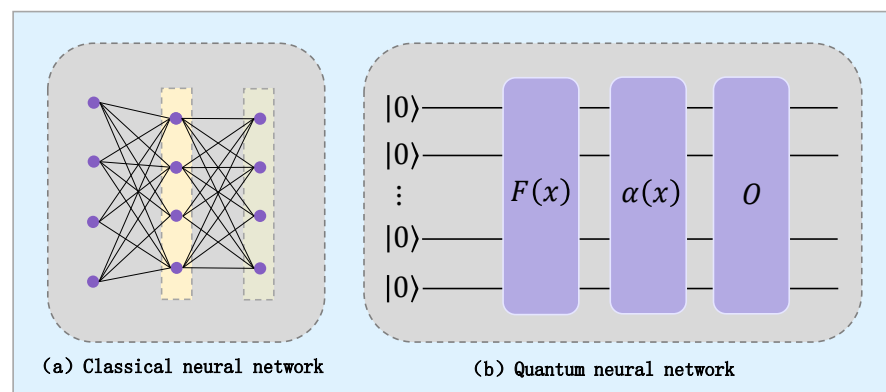 |0⟩
|0⟩
⋮
|0⟩
|0⟩
F(x)
α(x)
O
(a) Classical neural network
(b) Quantum neural network